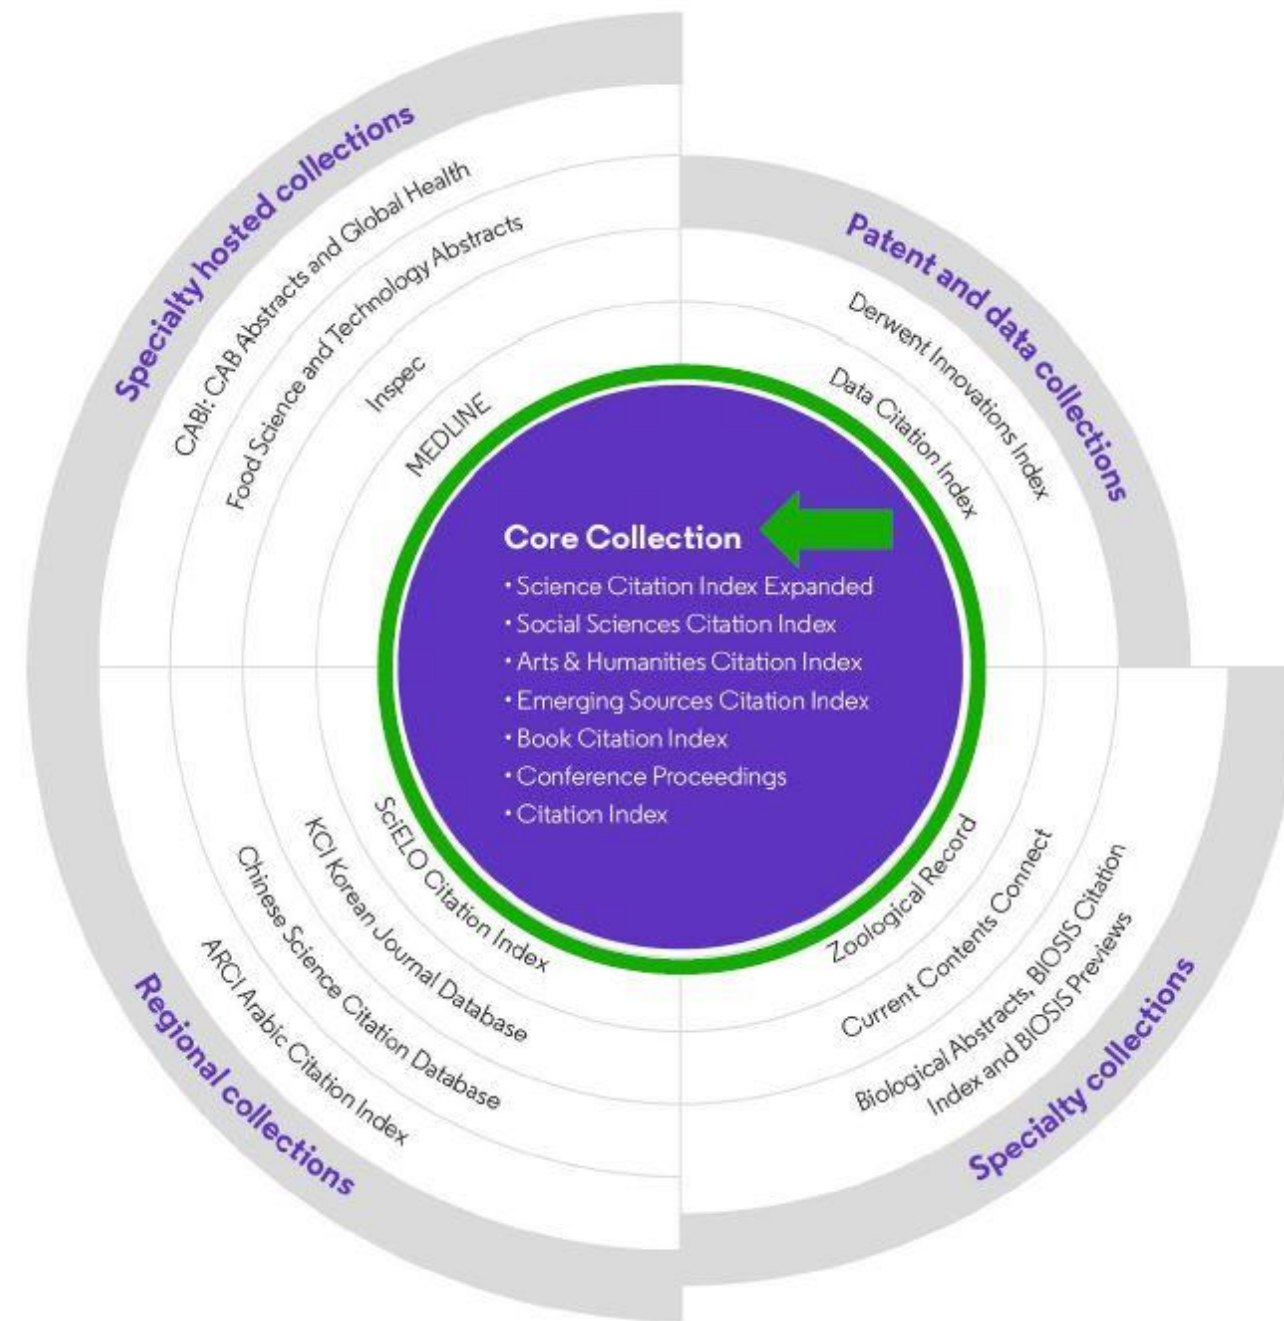 Specialty hosted collections
CABI: CAB Abstracts and Global Health
Food Science and Technology Abstracts
Inspec
MEDLINE
Patent and data collections
Derwent Innovations Index
Data Citation Index
Core Collection
• Science Citation Index Expanded
• Social Sciences Citation Index
• Arts & Humanities Citation Index
• Emerging Sources Citation Index
• Book Citation Index
• Conference Proceedings
• Citation Index
SciELO Citation Index
KCI Korean Journal Database
Chinese Science Citation Database
ARCI Arabic Citation Index
Regional collections
Zoological Record
Current Contents Connect
Biological Abstracts, BIOSIS Citation
Index and BIOSIS Previews
Specialty collections